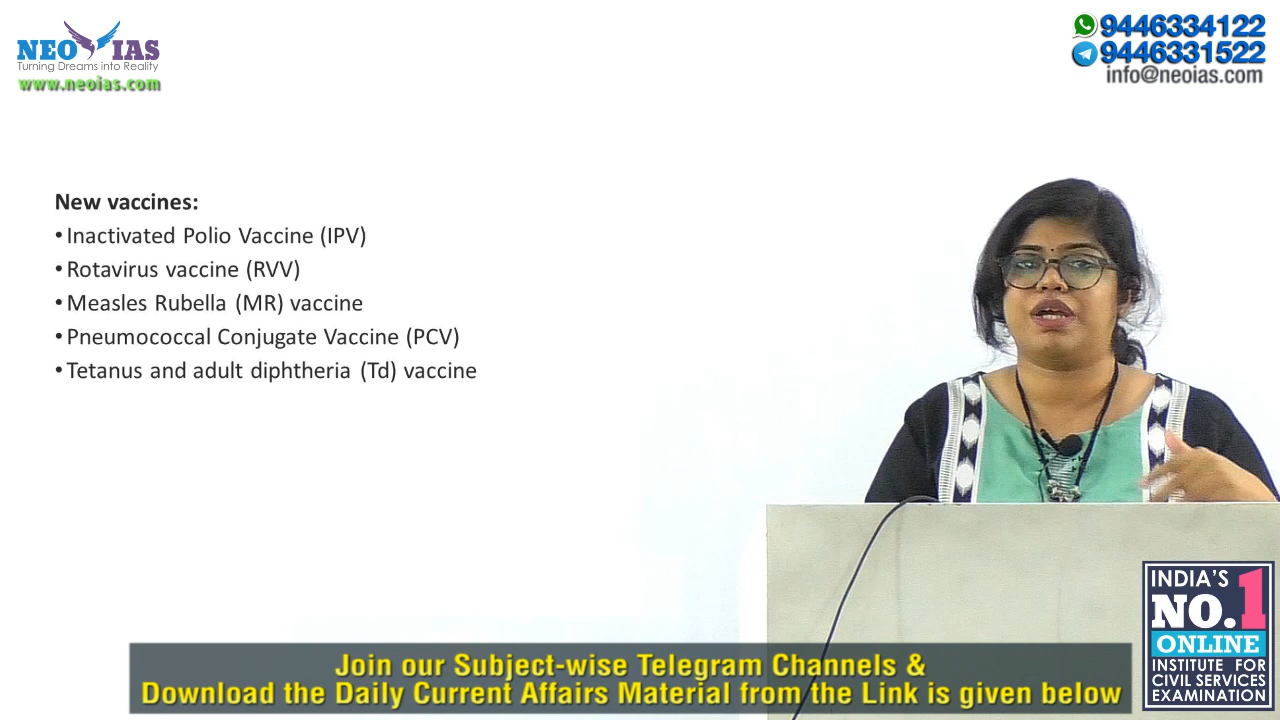 NEO IAS
Turning Dreams into Reality
www.neoias.com
9446334122
9446331522
info@neoias.com
New vaccines:
•Inactivated Polio Vaccine (IPV)
•Rotavirus vaccine (RVV)
•Measles Rubella (MR) vaccine
•Pneumococcal Conjugate Vaccine (PCV)
•Tetanus and adult diphtheria (Td) vaccine
INDIA'S
NO.1
ONLINE
INSTITUTE FOR
CIVIL SERVICES
EXAMINATION
Join our Subject-wise Telegram Channels &
Download the Daily Current Affairs Material from the Link is given below